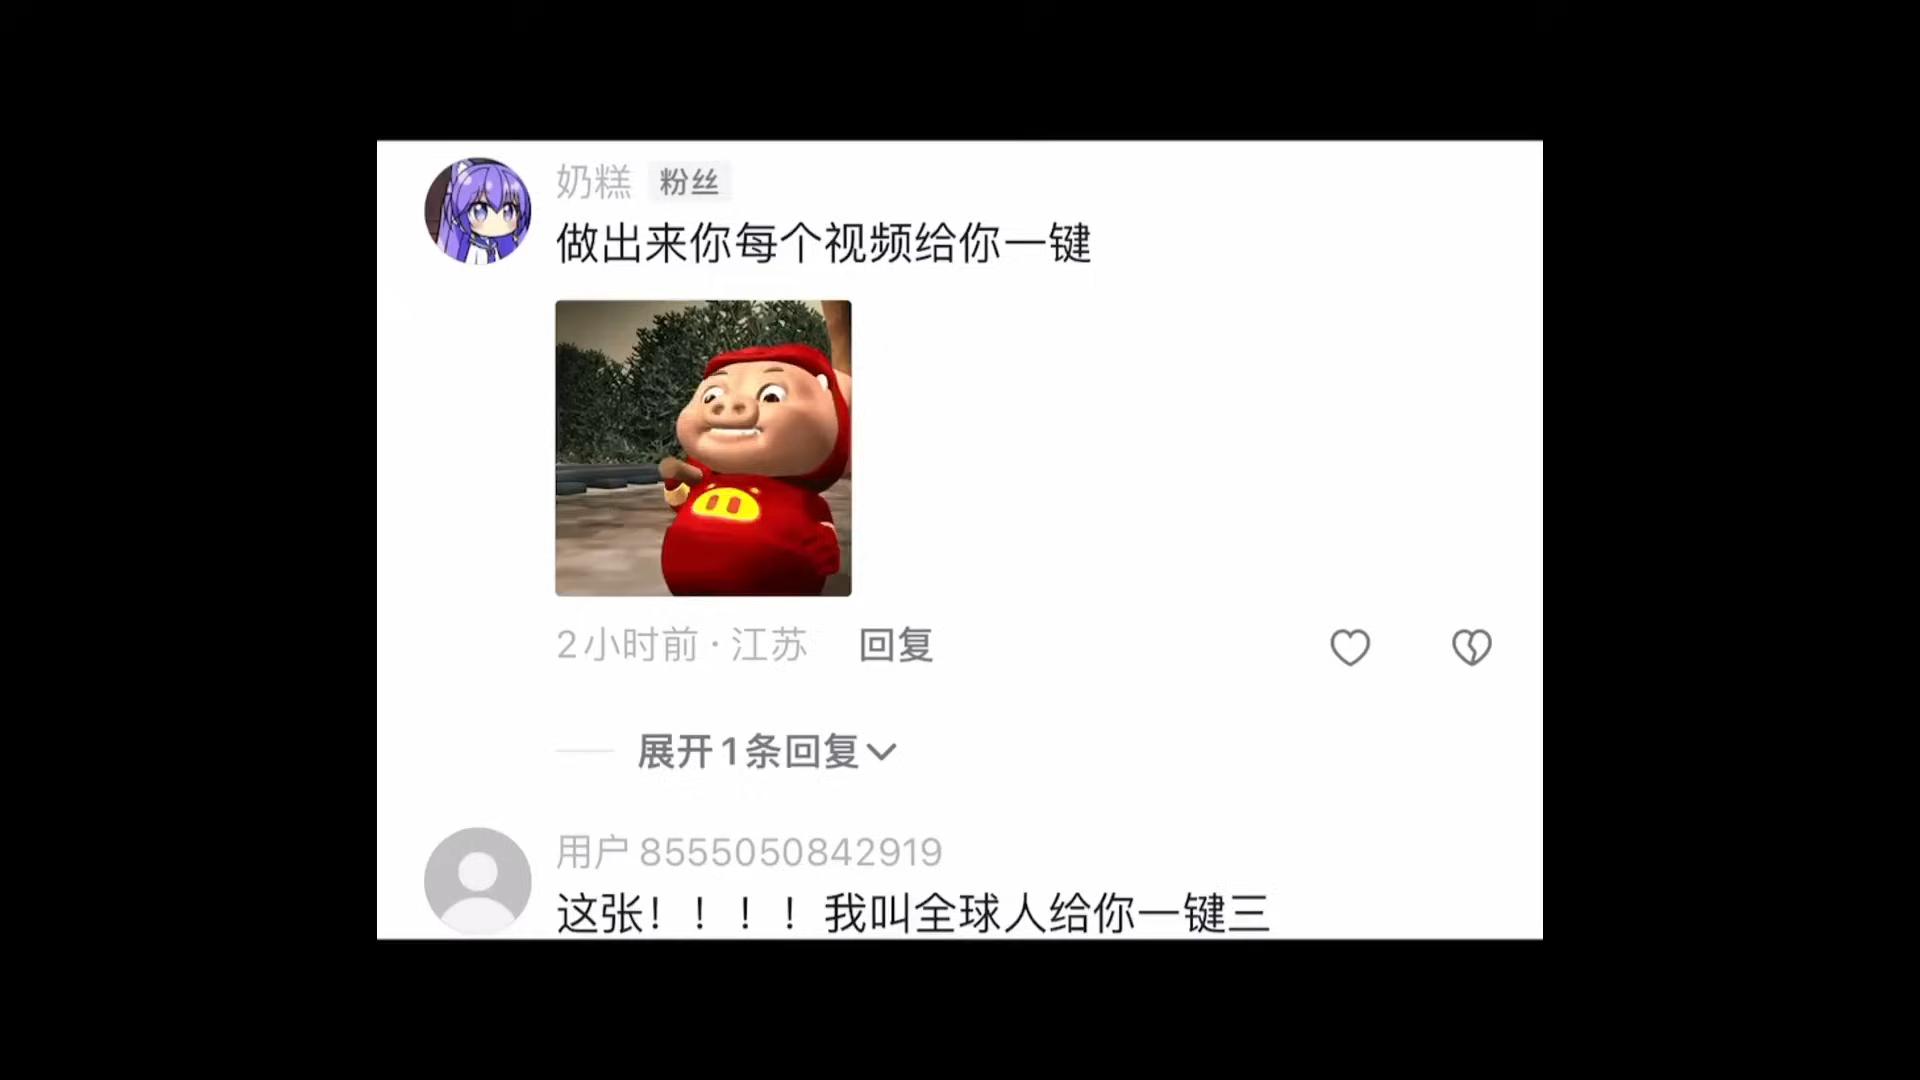 奶糕 粉丝
做出来你每个视频给你一键
2小时前·江苏 回复
展开1条回复
用户8555050842919
这张！！！！我叫全球人给你一键三